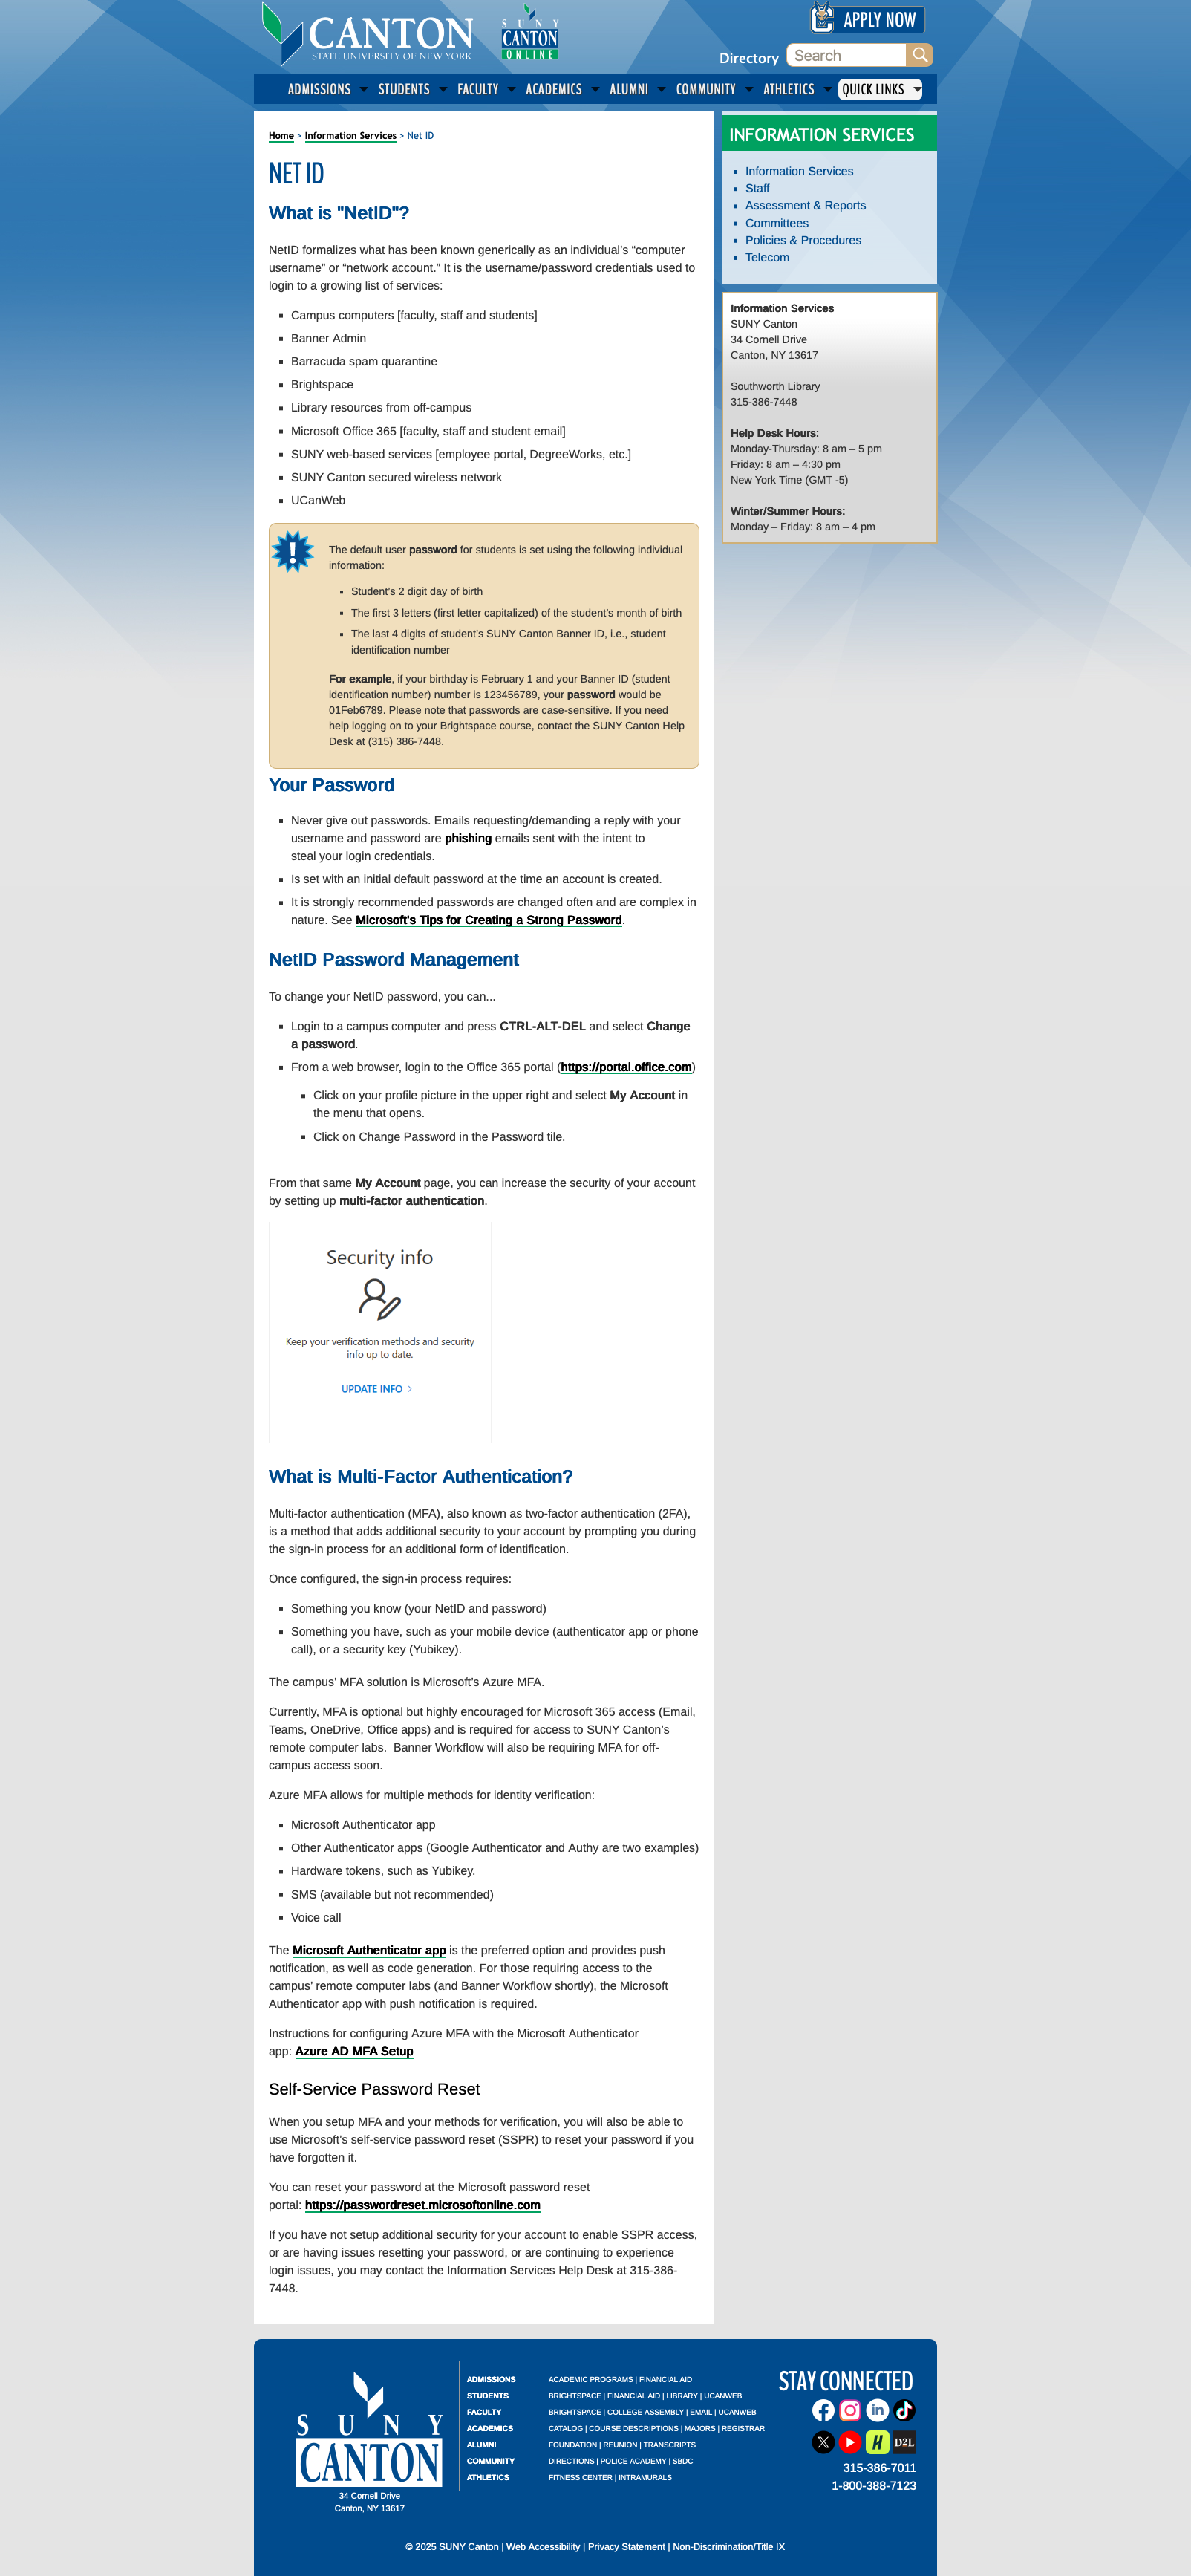 CANTON
STATE UNIVERSITY OF NEW YORK
SUNY
CANTON
ONLINE
APPLY NOW
Directory
Search
ADMISSIONS STUDENTS FACULTY ACADEMICS ALUMNI COMMUNITY ATHLETICS QUICK LINKS
Home > Information Services > Net ID
NET ID
What is "NetID"?
NetID formalizes what has been known generically as an individual’s “computer
username” or “network account.” It is the username/password credentials used to
login to a growing list of services:
Campus computers [faculty, staff and students]
Banner Admin
Barracuda spam quarantine
Brightspace
Library resources from off-campus
Microsoft Office 365 [faculty, staff and student email]
SUNY web-based services [employee portal, DegreeWorks, etc.]
SUNY Canton secured wireless network
UCanWeb
The default user password for students is set using the following individual
information:
Student’s 2 digit day of birth
The first 3 letters (first letter capitalized) of the student’s month of birth
The last 4 digits of student’s SUNY Canton Banner ID, i.e., student
identification number
For example, if your birthday is February 1 and your Banner ID (student
identification number) number is 123456789, your password would be
01Feb6789. Please note that passwords are case-sensitive. If you need
help logging on to your Brightspace course, contact the SUNY Canton Help
Desk at (315) 386-7448.
Your Password
Never give out passwords. Emails requesting/demanding a reply with your
username and password are phishing emails sent with the intent to
steal your login credentials.
Is set with an initial default password at the time an account is created.
It is strongly recommended passwords are changed often and are complex in
nature. See Microsoft's Tips for Creating a Strong Password.
NetID Password Management
To change your NetID password, you can...
Login to a campus computer and press CTRL-ALT-DEL and select Change
a password.
From a web browser, login to the Office 365 portal (https://portal.office.com)
Click on your profile picture in the upper right and select My Account in
the menu that opens.
Click on Change Password in the Password tile.
From that same My Account page, you can increase the security of your account
by setting up multi-factor authentication.
Security info
Keep your verification methods and security
info up to date.
UPDATE INFO >
What is Multi-Factor Authentication?
Multi-factor authentication (MFA), also known as two-factor authentication (2FA),
is a method that adds additional security to your account by prompting you during
the sign-in process for an additional form of identification.
Once configured, the sign-in process requires:
Something you know (your NetID and password)
Something you have, such as your mobile device (authenticator app or phone
call), or a security key (Yubikey).
The campus’ MFA solution is Microsoft’s Azure MFA.
Currently, MFA is optional but highly encouraged for Microsoft 365 access (Email,
Teams, OneDrive, Office apps) and is required for access to SUNY Canton’s
remote computer labs.  Banner Workflow will also be requiring MFA for off-
campus access soon.
Azure MFA allows for multiple methods for identity verification:
Microsoft Authenticator app
Other Authenticator apps (Google Authenticator and Authy are two examples)
Hardware tokens, such as Yubikey.
SMS (available but not recommended)
Voice call
The Microsoft Authenticator app is the preferred option and provides push
notification, as well as code generation. For those requiring access to the
campus’ remote computer labs (and Banner Workflow shortly), the Microsoft
Authenticator app with push notification is required.
Instructions for configuring Azure MFA with the Microsoft Authenticator
app: Azure AD MFA Setup
Self-Service Password Reset
When you setup MFA and your methods for verification, you will also be able to
use Microsoft’s self-service password reset (SSPR) to reset your password if you
have forgotten it.
You can reset your password at the Microsoft password reset
portal: https://passwordreset.microsoftonline.com
If you have not setup additional security for your account to enable SSPR access,
or are having issues resetting your password, or are continuing to experience
login issues, you may contact the Information Services Help Desk at 315-386-
7448.
INFORMATION SERVICES
Information Services
Staff
Assessment & Reports
Committees
Policies & Procedures
Telecom
Information Services
SUNY Canton
34 Cornell Drive
Canton, NY 13617
Southworth Library
315-386-7448
Help Desk Hours:
Monday-Thursday: 8 am – 5 pm
Friday: 8 am – 4:30 pm
New York Time (GMT -5)
Winter/Summer Hours:
Monday – Friday: 8 am – 4 pm
SUNY
CANTON
34 Cornell Drive
Canton, NY 13617
ADMISSIONS ACADEMIC PROGRAMS | FINANCIAL AID
STUDENTS BRIGHTSPACE | FINANCIAL AID | LIBRARY | UCANWEB
FACULTY BRIGHTSPACE | COLLEGE ASSEMBLY | EMAIL | UCANWEB
ACADEMICS CATALOG | COURSE DESCRIPTIONS | MAJORS | REGISTRAR
ALUMNI FOUNDATION | REUNION | TRANSCRIPTS
COMMUNITY DIRECTIONS | POLICE ACADEMY | SBDC
ATHLETICS FITNESS CENTER | INTRAMURALS
STAY CONNECTED
in
D2L
315-386-7011
1-800-388-7123
© 2025 SUNY Canton | Web Accessibility | Privacy Statement | Non-Discrimination/Title IX